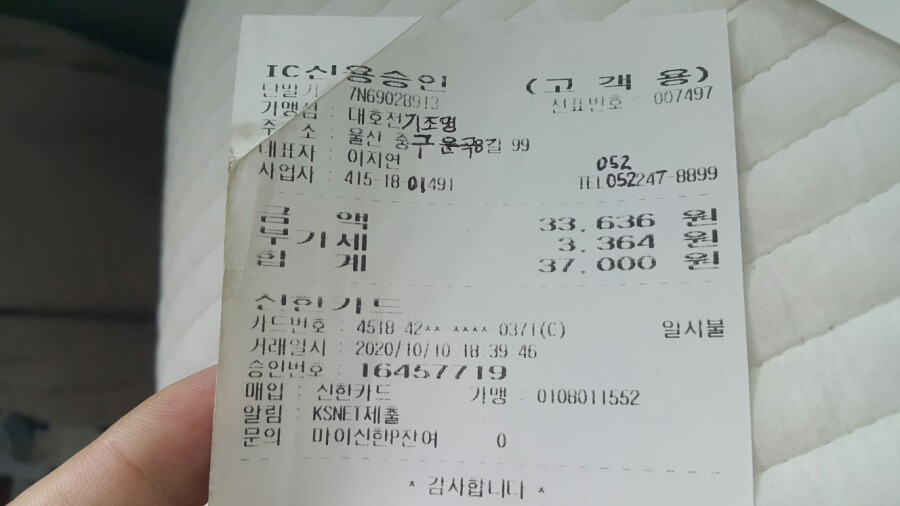 IC신용승인 (고 객 용)
단말기 : 7N69028913 전표번호 : 007497
가맹점 : 대호전기조명
주 소 : 울산 중구 운곡8길 99
대표자 : 이지연 052
사업자 : 415-18-01491 TEL052247-8899
금 액 33,636 원
부가세 3,364 원
합 계 37,000 원
신한카드
카드번호 : 4518 42** **** 0371(C) 일시불
거래일시 : 2020/10/10 18:39:46
승인번호 : 16457719
매입 : 신한카드 가맹 : 0108011552
알림 : KSNET제출
문의 마이신한P잔여 0
* 감사합니다 *